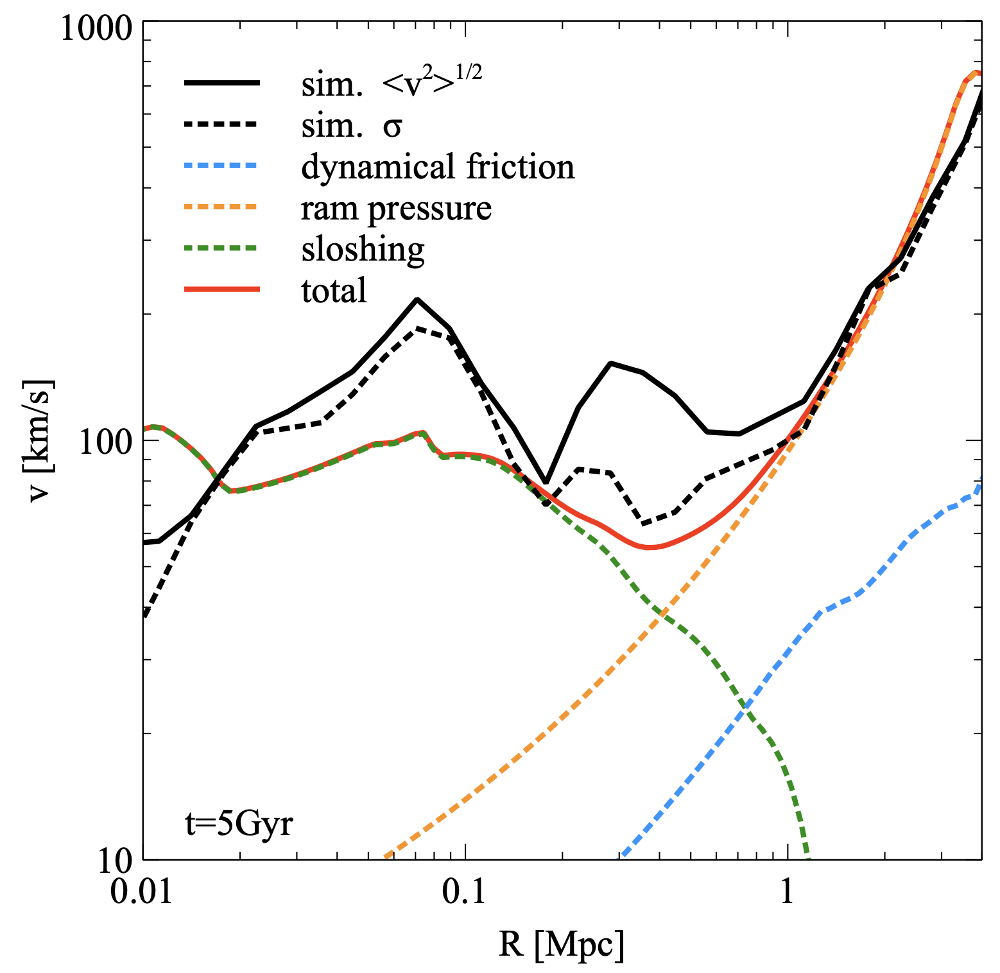 1000
sim. <v²>^1/2
sim. σ
dynamical friction
ram pressure
sloshing
total
100
v [km/s]
t=5Gyr
10
0.01 0.1 1
R [Mpc]